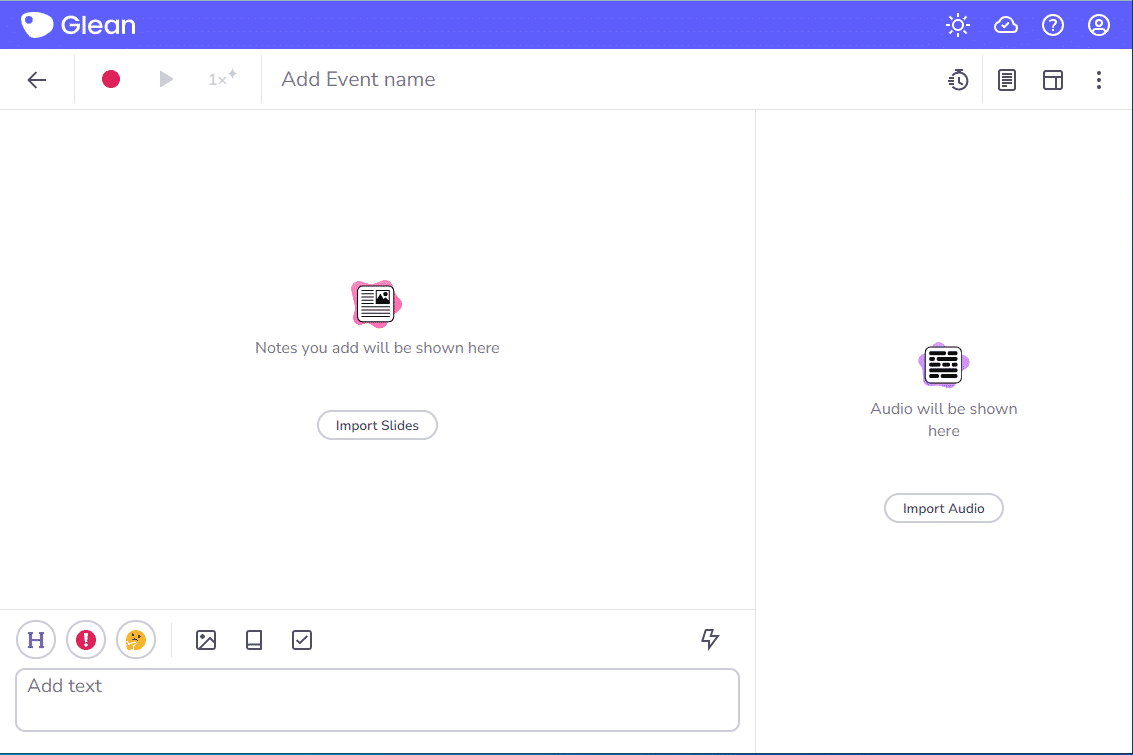 Glean
1×
Add Event name
Notes you add will be shown here
Import Slides
Audio will be shown
here
Import Audio
H
Add text